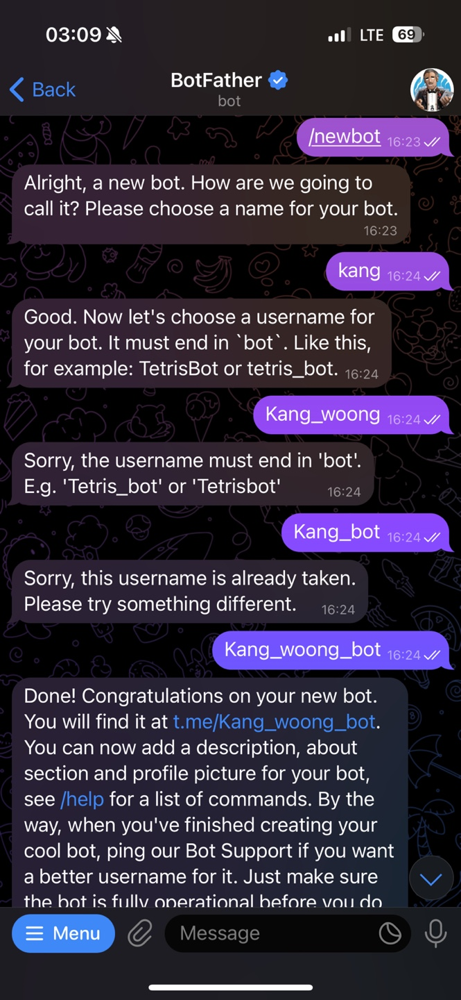 03:09
LTE 69
Back
BotFather
bot
/newbot 16:23
Alright, a new bot. How are we going to
call it? Please choose a name for your bot.
16:23
kang 16:24
Good. Now let's choose a username for
your bot. It must end in `bot`. Like this,
for example: TetrisBot or tetris_bot. 16:24
Kang_woong 16:24
Sorry, the username must end in 'bot'.
E.g. 'Tetris_bot' or 'Tetrisbot' 16:24
Kang_bot 16:24
Sorry, this username is already taken.
Please try something different. 16:24
Kang_woong_bot 16:24
Done! Congratulations on your new bot.
You will find it at t.me/Kang_woong_bot.
You can now add a description, about
section and profile picture for your bot,
see /help for a list of commands. By the
way, when you've finished creating your
cool bot, ping our Bot Support if you want
a better username for it. Just make sure
the bot is fully operational before you do
Menu
Message